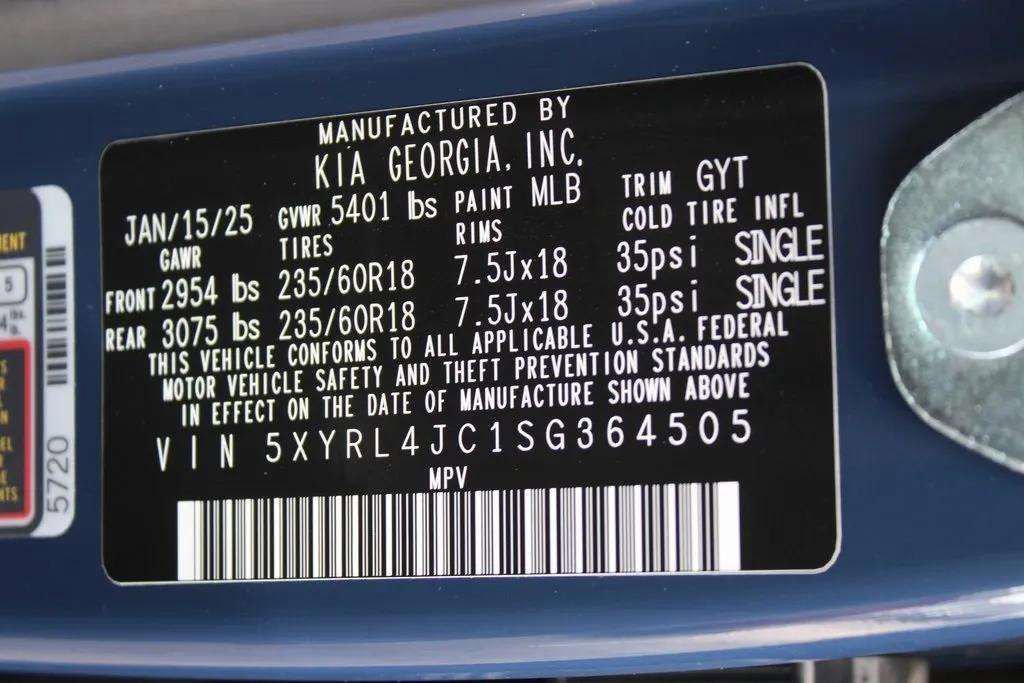 MANUFACTURED BY
KIA GEORGIA, INC.
JAN/15/25 GVWR 5401 lbs PAINT MLB TRIM GYT
GAWR TIRES RIMS COLD TIRE INFL
FRONT 2954 lbs 235/60R18 7.5Jx18 35psi SINGLE
REAR 3075 lbs 235/60R18 7.5Jx18 35psi SINGLE
THIS VEHICLE CONFORMS TO ALL APPLICABLE U.S.A. FEDERAL
MOTOR VEHICLE SAFETY AND THEFT PREVENTION STANDARDS
IN EFFECT ON THE DATE OF MANUFACTURE SHOWN ABOVE
VIN 5XYRL4JC1SG364505
MPV
5
5720